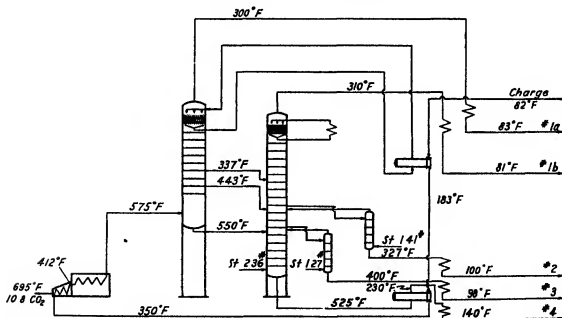 300°F
310°F
Charge
82°F
83°F #1a
81°F #1b
337°F
443°F
183°F
575°F
550°F
St 141#
327°F
412°F
St 236#
St 127#
400°F
100°F #2
695°F
10 8 CO2
230°F
98°F #3
350°F
525°F
140°F #4